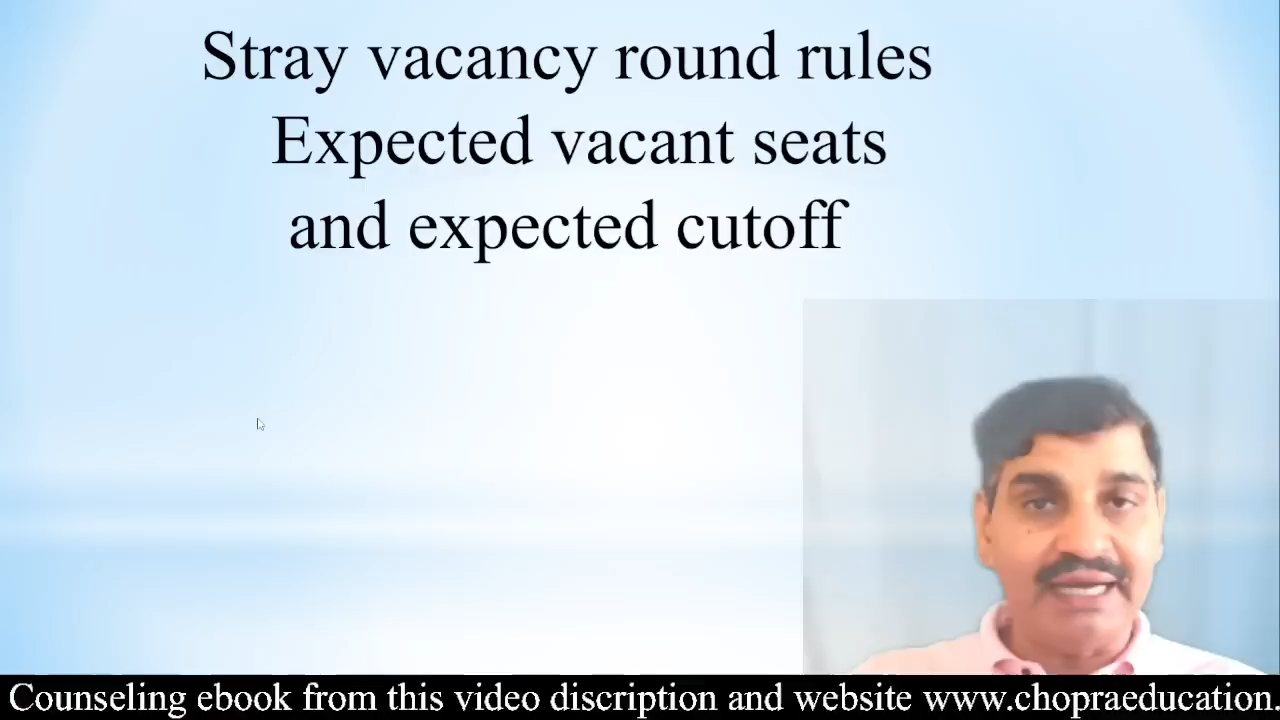 Stray vacancy round rules
Expected vacant seats
and expected cutoff
Counseling ebook from this video discription and website www.chopraeducation.